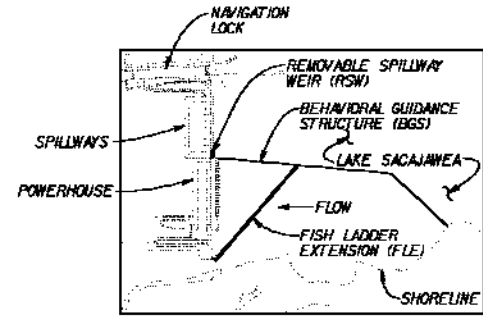 NAVIGATION
LOCK
REMOVABLE SPILLWAY
WEIR (RSW)
BEHAVIORAL GUIDANCE
STRUCTURE (BGS)
SPILLWAYS
LAKE SACAJAWEA
POWERHOUSE
FLOW
FISH LADDER
EXTENSION (FLE)
SHORELINE